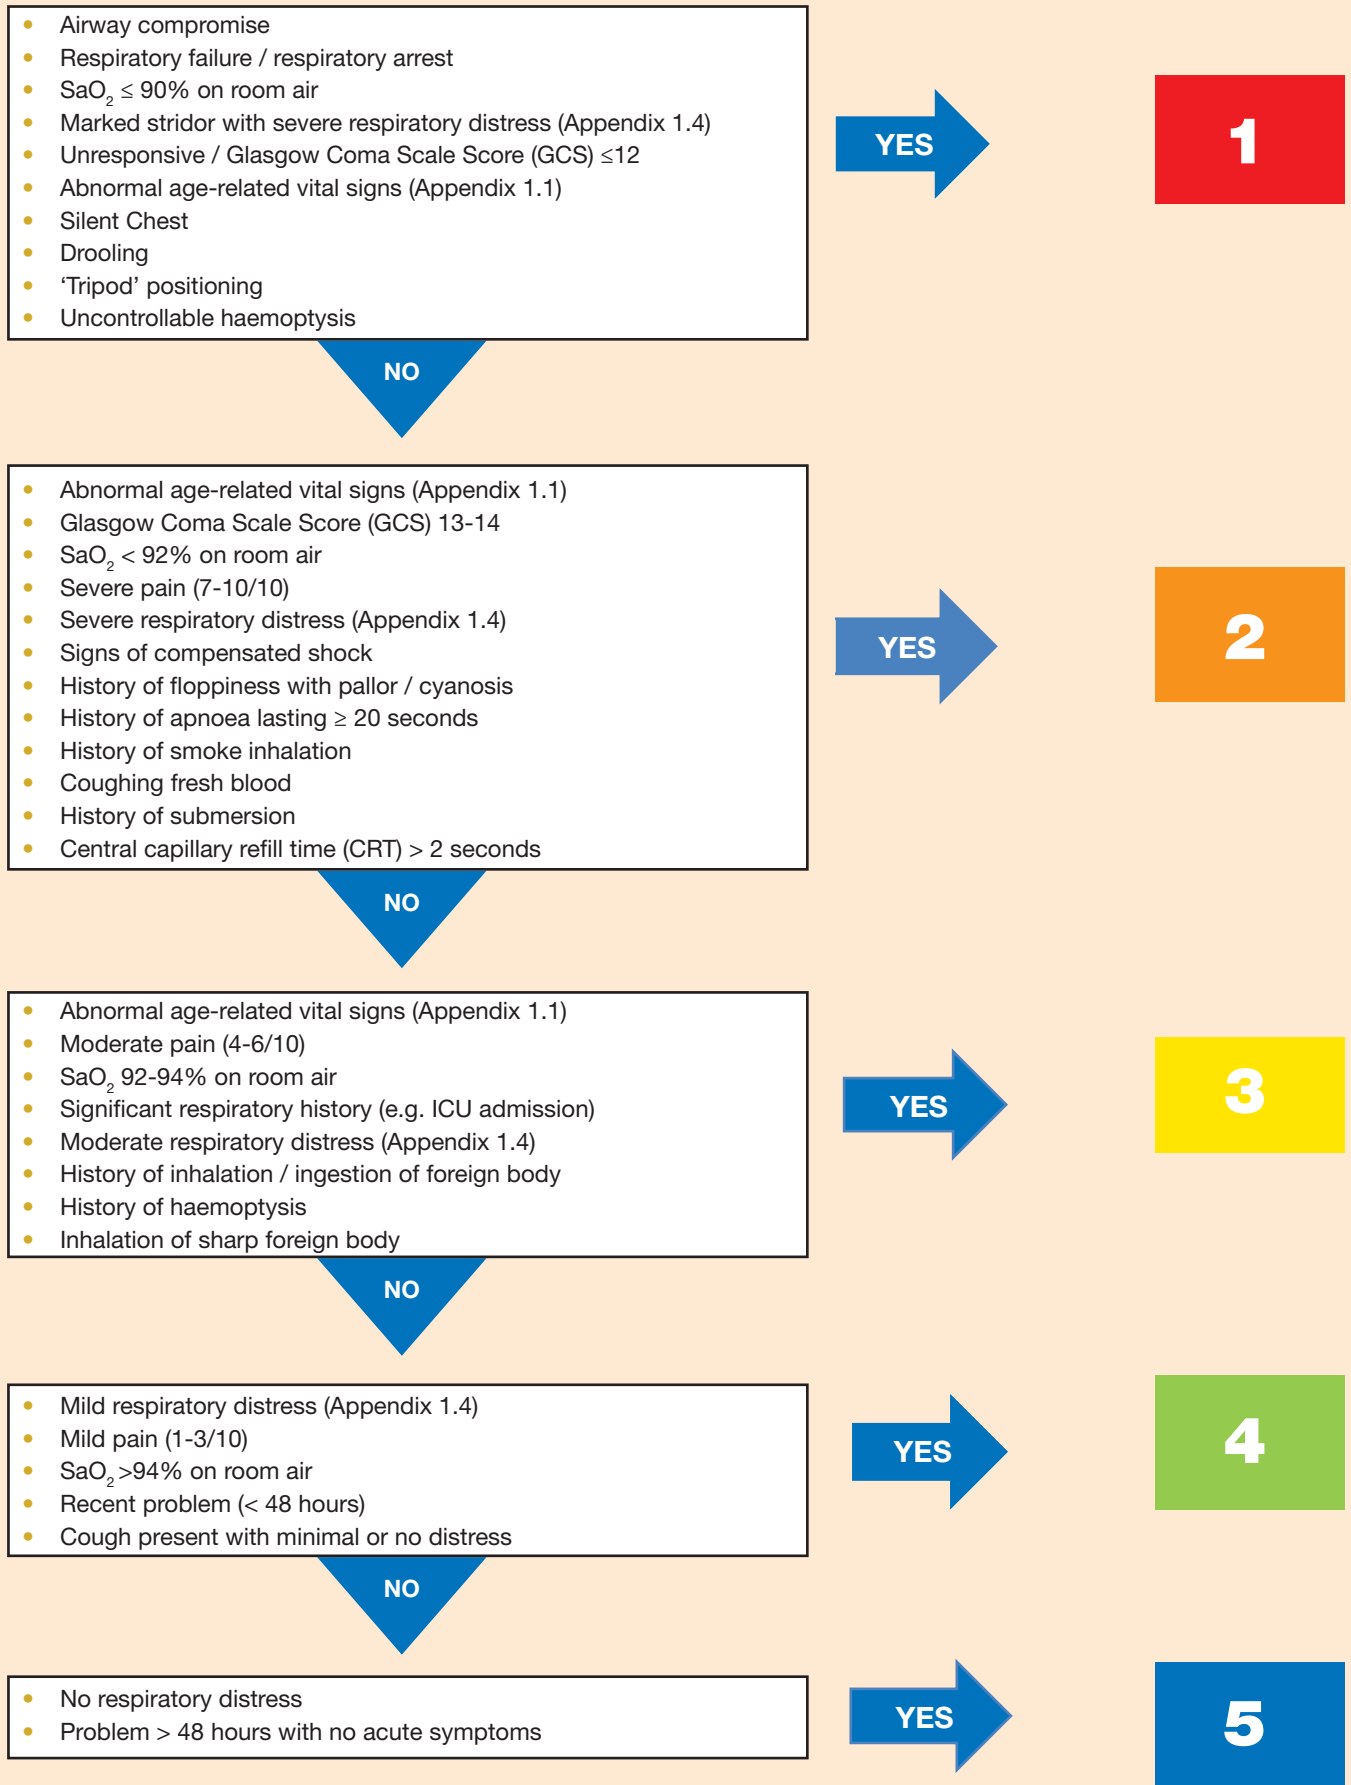 • Airway compromise
• Respiratory failure / respiratory arrest
• SaO₂ ≤ 90% on room air
• Marked stridor with severe respiratory distress (Appendix 1.4)
• Unresponsive / Glasgow Coma Scale Score (GCS) ≤12
• Abnormal age-related vital signs (Appendix 1.1)
• Silent Chest
• Drooling
• ‘Tripod’ positioning
• Uncontrollable haemoptysis
YES
1
NO
• Abnormal age-related vital signs (Appendix 1.1)
• Glasgow Coma Scale Score (GCS) 13-14
• SaO₂ < 92% on room air
• Severe pain (7-10/10)
• Severe respiratory distress (Appendix 1.4)
• Signs of compensated shock
• History of floppiness with pallor / cyanosis
• History of apnoea lasting ≥ 20 seconds
• History of smoke inhalation
• Coughing fresh blood
• History of submersion
• Central capillary refill time (CRT) > 2 seconds
YES
2
NO
• Abnormal age-related vital signs (Appendix 1.1)
• Moderate pain (4-6/10)
• SaO₂ 92-94% on room air
• Significant respiratory history (e.g. ICU admission)
• Moderate respiratory distress (Appendix 1.4)
• History of inhalation / ingestion of foreign body
• History of haemoptysis
• Inhalation of sharp foreign body
YES
3
NO
• Mild respiratory distress (Appendix 1.4)
• Mild pain (1-3/10)
• SaO₂ >94% on room air
• Recent problem (< 48 hours)
• Cough present with minimal or no distress
YES
4
NO
• No respiratory distress
• Problem > 48 hours with no acute symptoms
YES
5